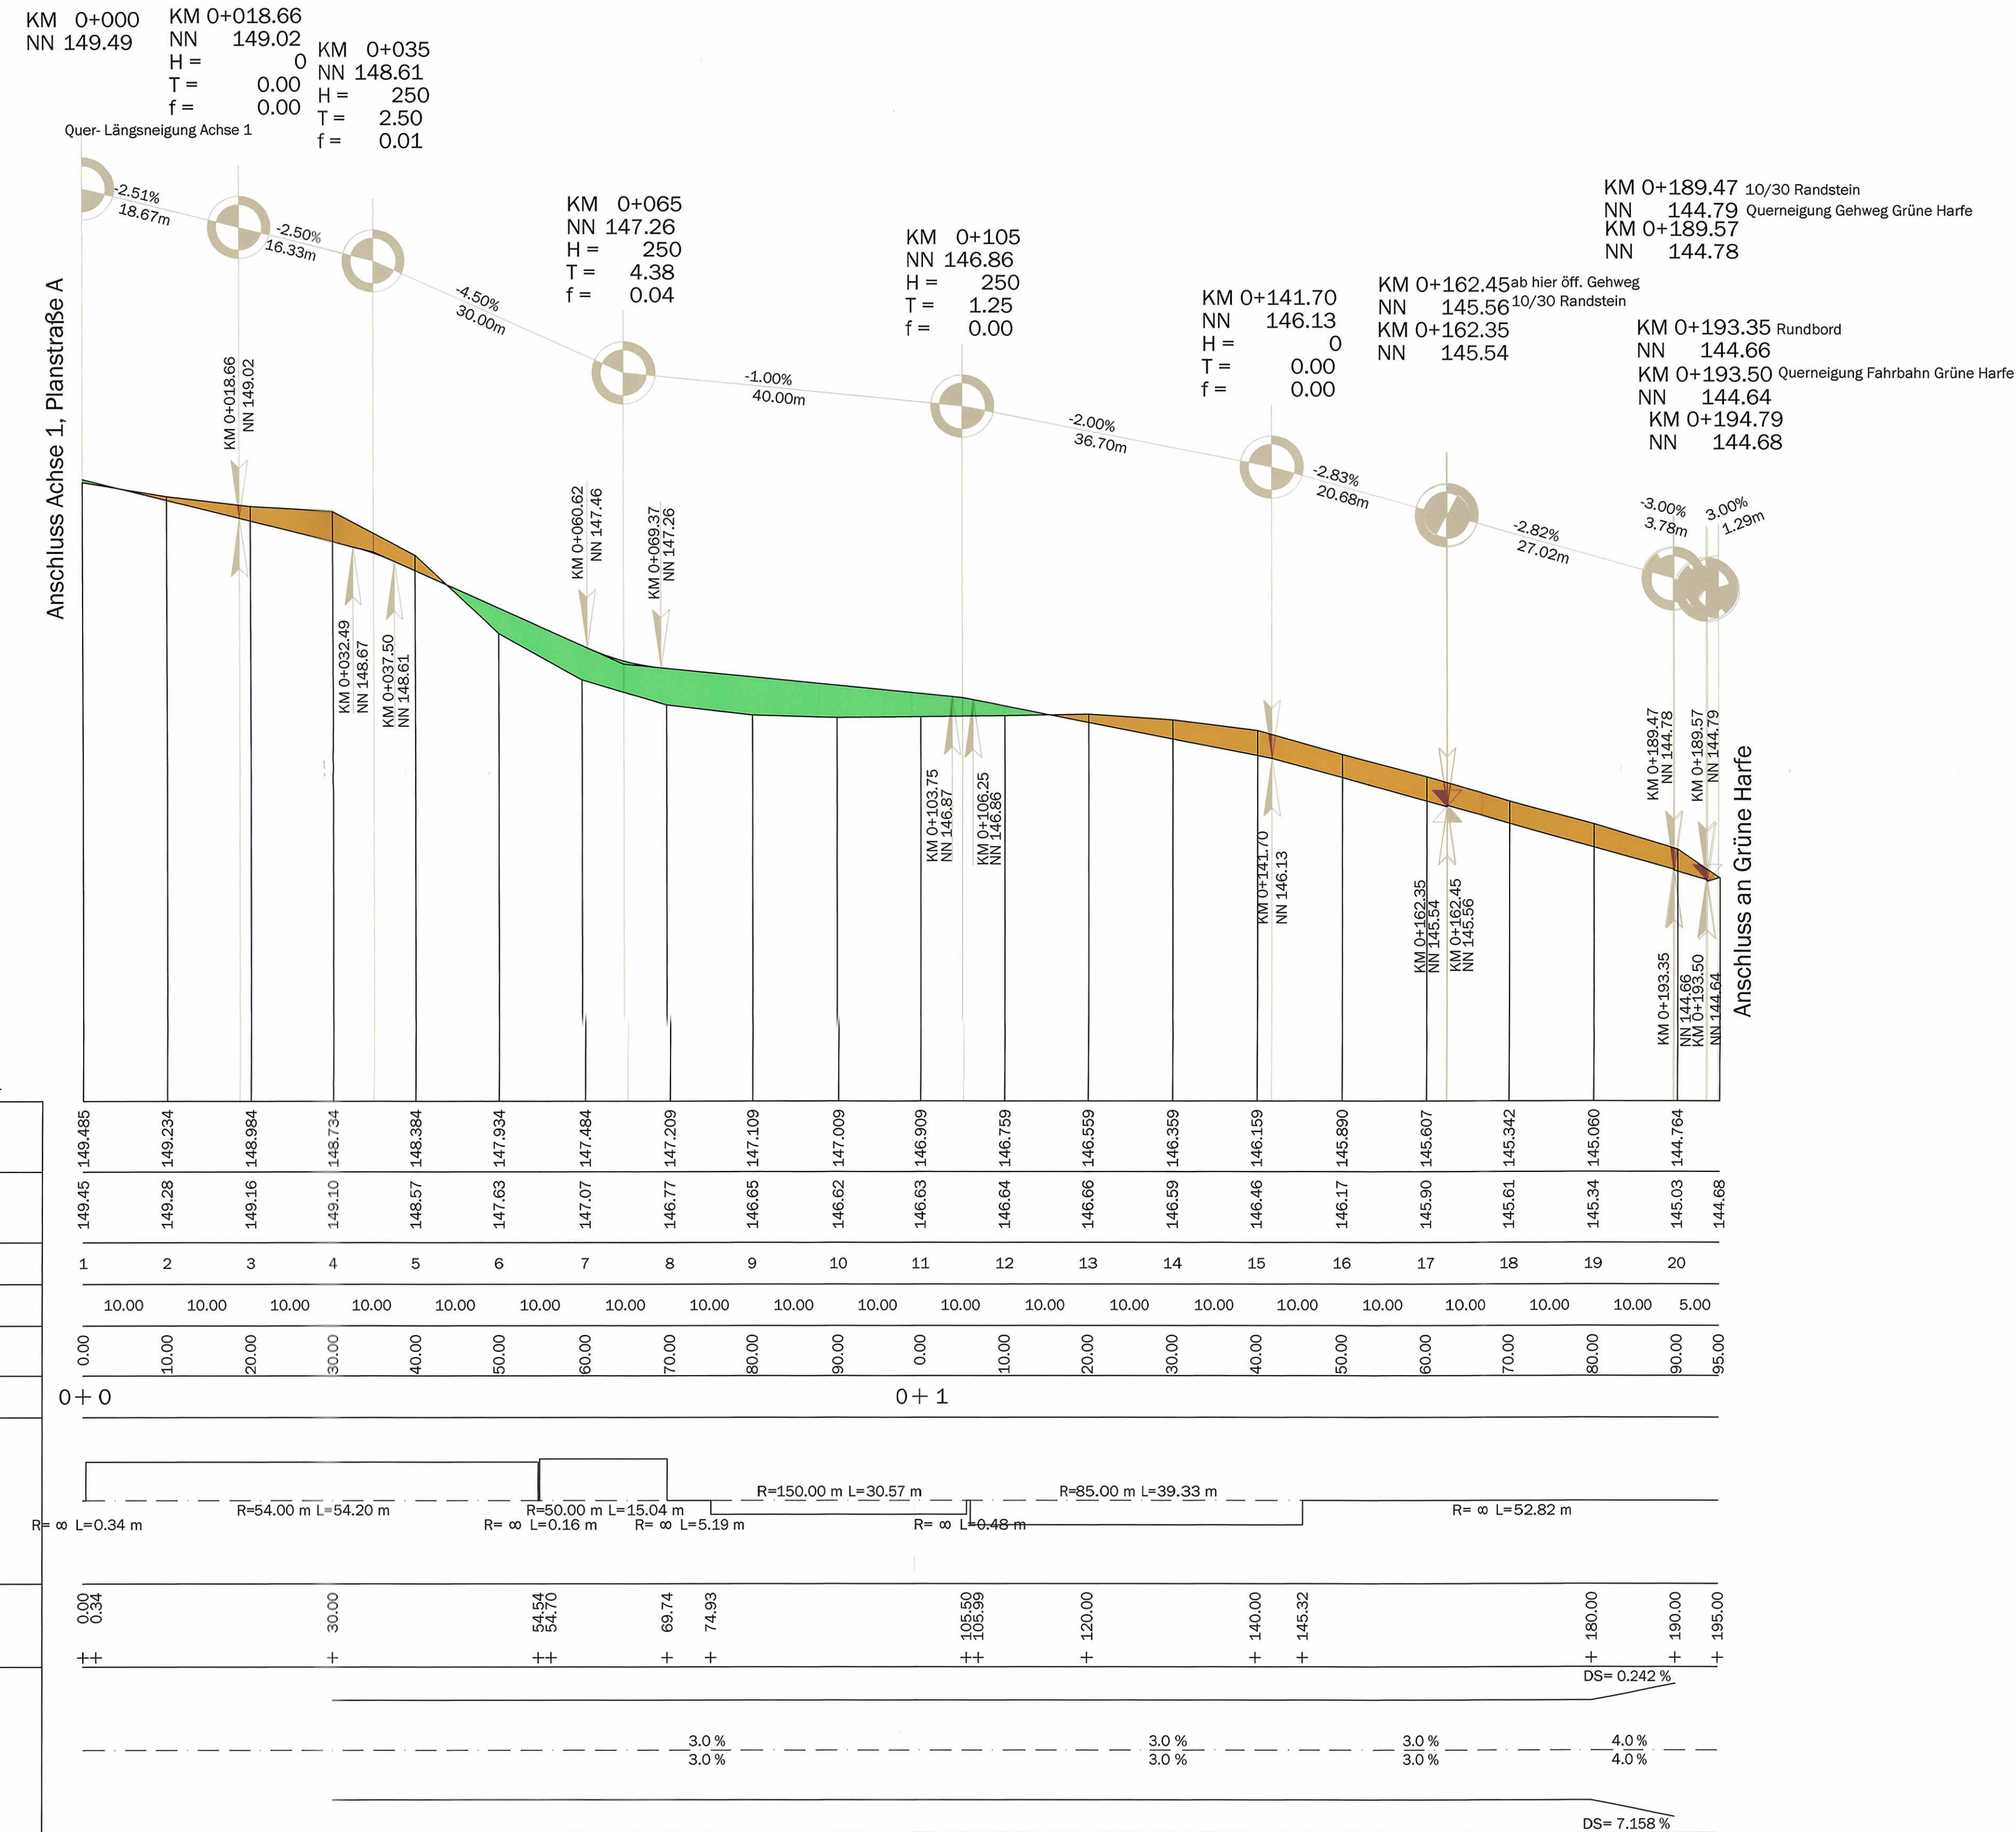 KM 0+000
NN 149.49
KM 0+018.66
NN 149.02
H = 0
T = 0.00
f = 0.00
KM 0+035
NN 148.61
H = 250
T = 2.50
f = 0.01
Quer- Längsneigung Achse 1
KM 0+065
NN 147.26
H = 250
T = 4.38
f = 0.04
KM 0+105
NN 146.86
H = 250
T = 1.25
f = 0.00
KM 0+141.70
NN 146.13
H = 0
T = 0.00
f = 0.00
KM 0+162.45 ab hier öff. Gehweg
NN 145.56 10/30 Randstein
KM 0+162.35
NN 145.54
KM 0+189.47 10/30 Randstein
NN 144.79 Querneigung Gehweg Grüne Harfe
KM 0+189.57
NN 144.78
KM 0+193.35 Rundbord
NN 144.66
KM 0+193.50 Querneigung Fahrbahn Grüne Harfe
NN 144.64
KM 0+194.79
NN 144.68
-2.51%
18.67m
-2.50%
16.33m
-4.50%
30.00m
-1.00%
40.00m
-2.00%
36.70m
-2.83%
20.68m
-2.82%
27.02m
-3.00%
3.78m
3.00%
1.29m
Anschluss Achse 1, Planstraße A
KM 0+018.66
NN 149.02
KM 0+032.49
NN 148.67
KM 0+037.50
NN 148.61
KM 0+060.62
NN 147.46
KM 0+069.37
NN 147.26
KM 0+103.75
NN 146.87
KM 0+106.25
NN 146.86
KM 0+141.70
NN 146.13
KM 0+162.35
NN 145.54
KM 0+162.45
NN 145.56
KM 0+189.47
NN 144.78
KM 0+189.57
NN 144.79
KM 0+193.35
NN 144.66
KM 0+193.50
NN 144.64
Anschluss an Grüne Harfe
149.485 149.234 148.984 148.734 148.384 147.934 147.484 147.209 147.109 147.009 146.909 146.759 146.559 146.359 146.159 145.890 145.607 145.342 145.060 144.764
149.45 149.28 149.16 149.10 148.57 147.63 147.07 146.77 146.65 146.62 146.63 146.64 146.66 146.59 146.46 146.17 145.90 145.61 145.34 145.03 144.68
1 2 3 4 5 6 7 8 9 10 11 12 13 14 15 16 17 18 19 20
10.00 10.00 10.00 10.00 10.00 10.00 10.00 10.00 10.00 10.00 10.00 10.00 10.00 10.00 10.00 10.00 10.00 10.00 10.00 5.00
0.00 10.00 20.00 30.00 40.00 50.00 60.00 70.00 80.00 90.00 0.00 10.00 20.00 30.00 40.00 50.00 60.00 70.00 80.00 90.00 95.00
0+0 0+1
R=150.00 m L=30.57 m R=85.00 m L=39.33 m
R=54.00 m L=54.20 m R=50.00 m L=15.04 m R= ∞ L=52.82 m
R= ∞ L=0.34 m R= ∞ L=0.16 m R= ∞ L=5.19 m R= ∞ L=0.48 m
0.00 0.34 30.00 54.54 54.70 69.74 74.93 105.50 105.99 120.00 140.00 145.32 180.00 190.00 195.00
DS= 0.242 %
3.0 % 3.0 % 3.0 % 4.0 %
3.0 % 3.0 % 3.0 % 4.0 %
DS= 7.158 %